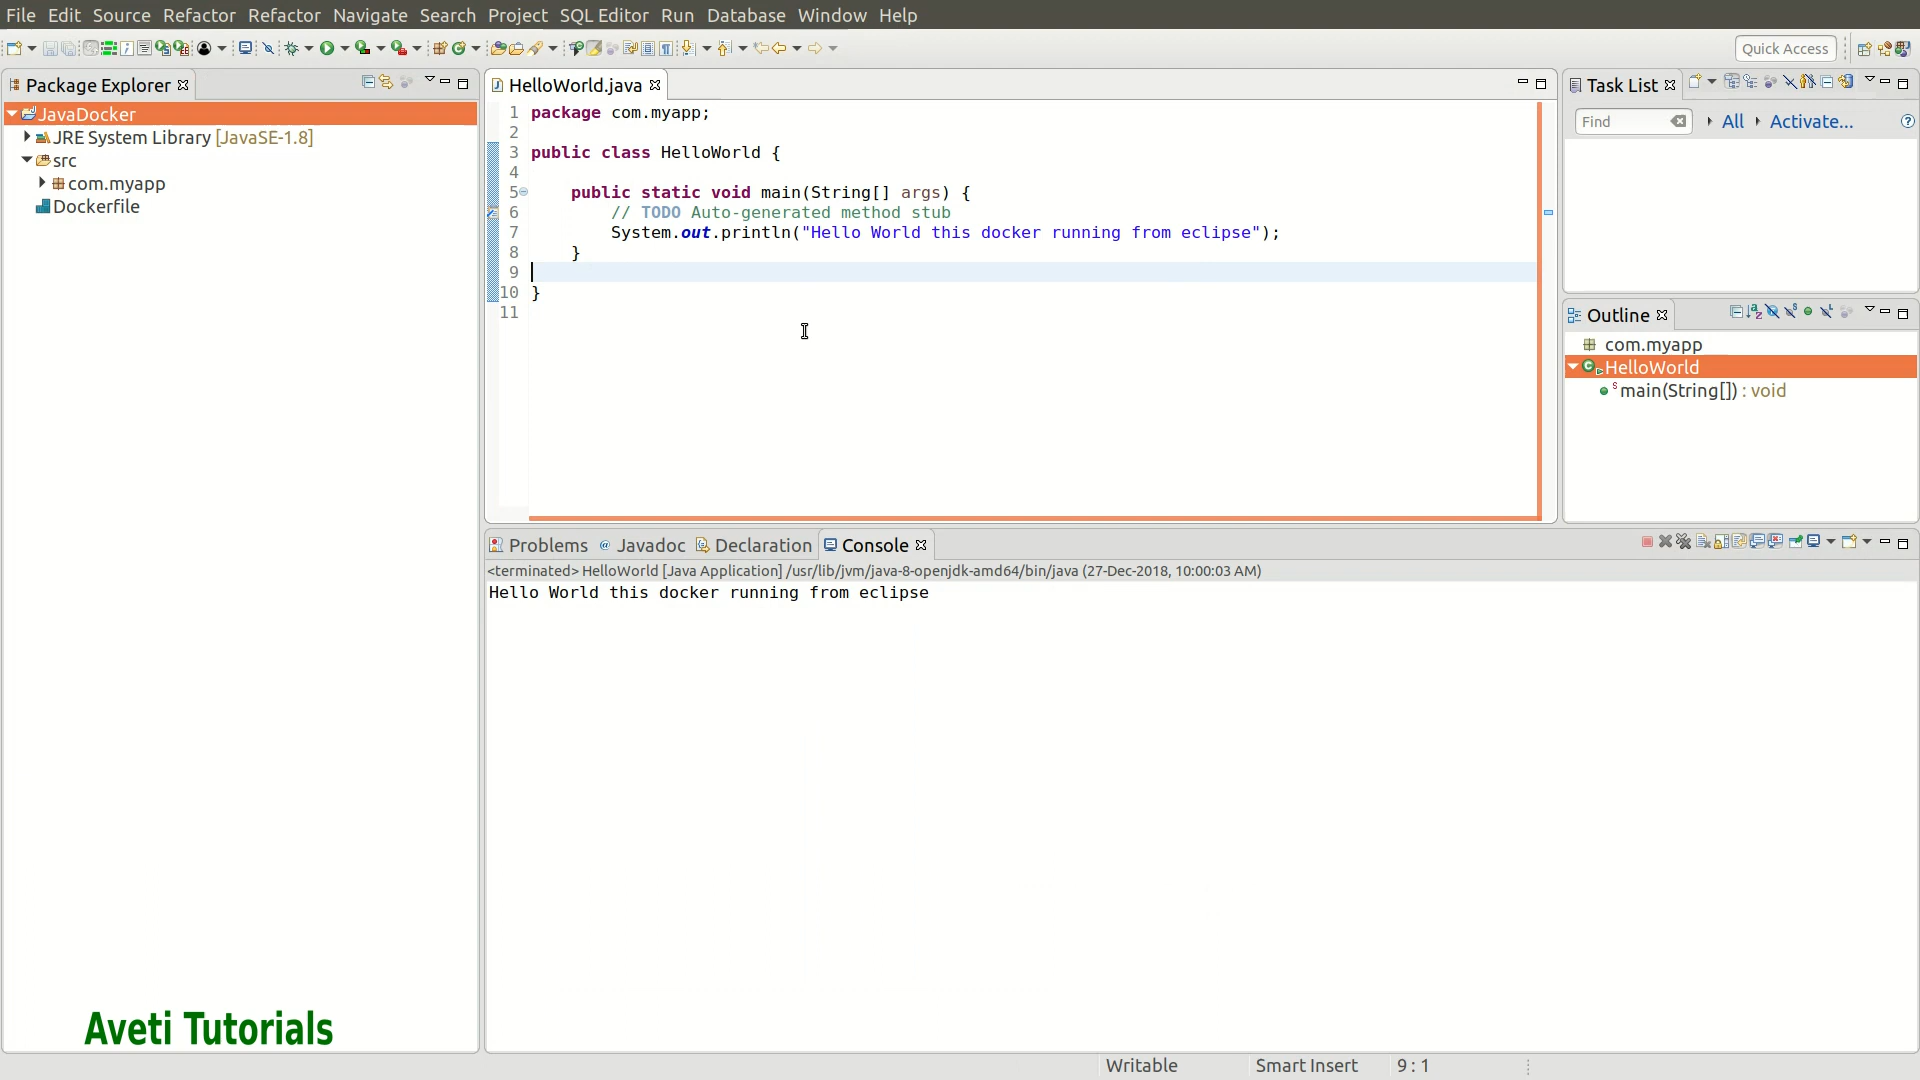 File Edit Source Refactor Refactor Navigate Search Project SQL Editor Run Database Window Help
Quick Access
Package Explorer
JavaDocker
JRE System Library [JavaSE-1.8]
src
com.myapp
Dockerfile
HelloWorld.java
1 package com.myapp;
2
3 public class HelloWorld {
4
5 public static void main(String[] args) {
6 // TODO Auto-generated method stub
7 System.out.println("Hello World this docker running from eclipse");
8 }
9
10 }
11
Task List
Find All Activate...
Outline
com.myapp
HelloWorld
main(String[]) : void
Problems @ Javadoc Declaration Console
<terminated> HelloWorld [Java Application] /usr/lib/jvm/java-8-openjdk-amd64/bin/java (27-Dec-2018, 10:00:03 AM)
Hello World this docker running from eclipse
Aveti Tutorials
Writable Smart Insert 9 : 1